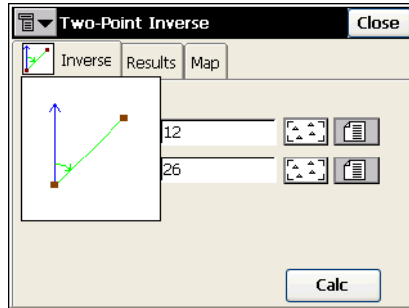 Two-Point Inverse Close
Inverse Results Map
12
26
Calc